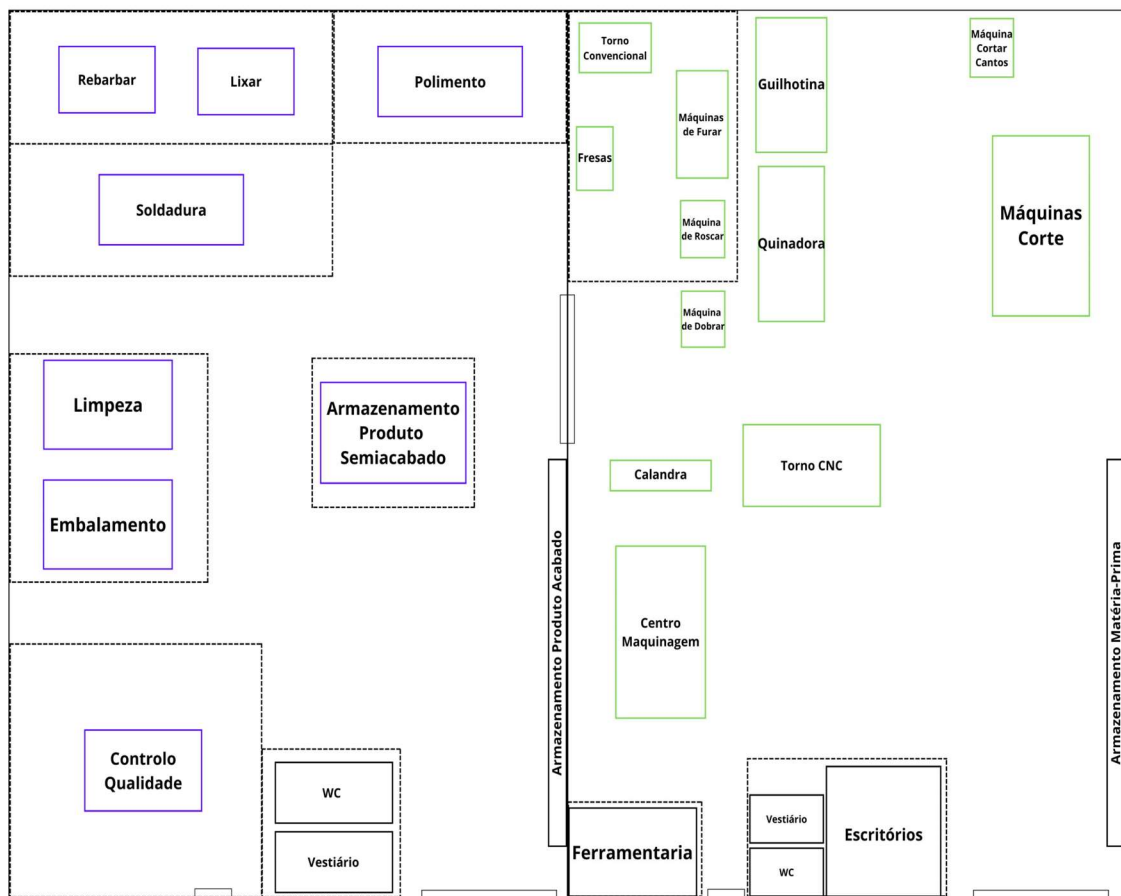 Rebarbar
Lixar
Polimento
Soldadura
Limpeza
Embalamento
Armazenamento
Produto
Semiacabado
Controlo
Qualidade
WC
Vestiário
Armazenamento Produto Acabado
Torno
Convencional
Máquinas
de Furar
Fresas
Máquina
de Roscar
Máquina
de Dobrar
Guilhotina
Quinadora
Máquina
Cortar
Cantos
Máquinas
Corte
Calandra
Torno CNC
Centro
Maquinagem
Ferramentaria
Vestiário
WC
Escritórios
Armazenamento Matéria-Prima